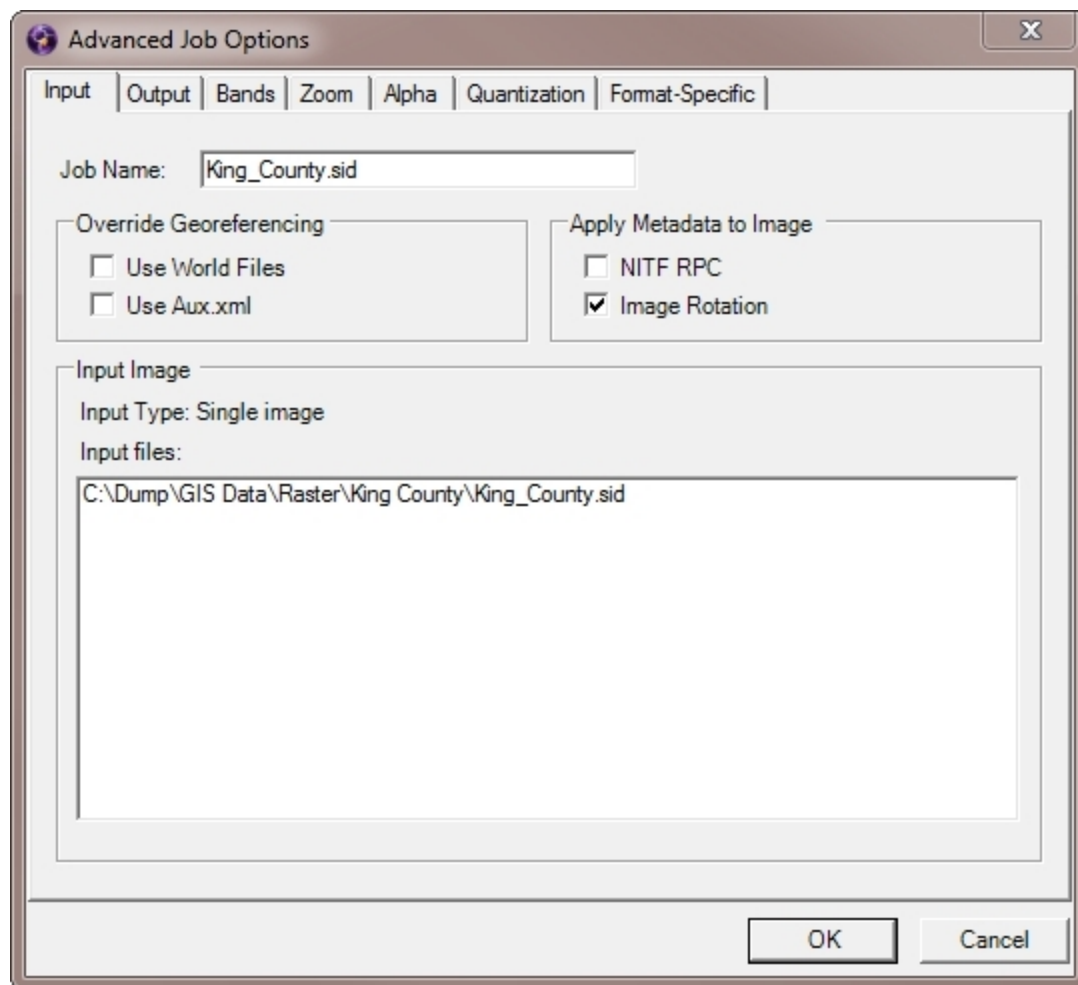 Advanced Job Options
X
Input Output Bands Zoom Alpha Quantization Format-Specific
Job Name: King_County.sid
Override Georeferencing
Use World Files
Use Aux.xml
Apply Metadata to Image
NITF RPC
Image Rotation
Input Image
Input Type: Single image
Input files:
C:\Dump\GIS Data\Raster\King County\King_County.sid
OK Cancel